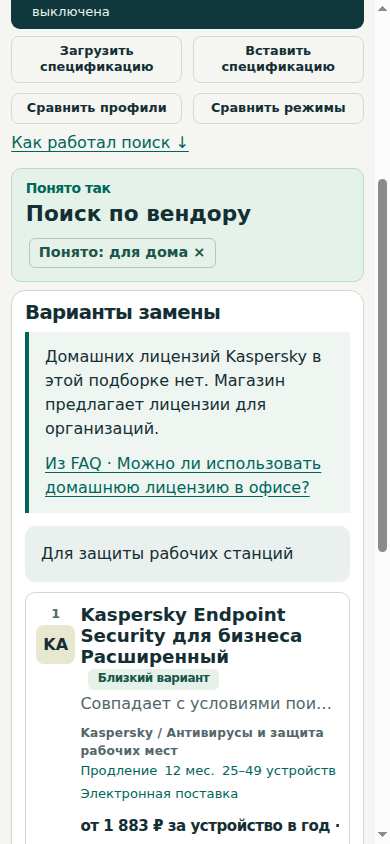 выключена
Загрузить
спецификацию
Вставить
спецификацию
Сравнить профили
Сравнить режимы
Как работал поиск ↓
Понято так
Поиск по вендору
Понято: для дома ×
Варианты замены
Домашних лицензий Kaspersky в
этой подборке нет. Магазин
предлагает лицензии для
организаций.
Из FAQ · Можно ли использовать
домашнюю лицензию в офисе?
Для защиты рабочих станций
1
KA
Kaspersky Endpoint
Security для бизнеса
Расширенный
Близкий вариант
Совпадает с условиями пои…
Kaspersky / Антивирусы и защита
рабочих мест
Продление 12 мес. 25–49 устройств
Электронная поставка
от 1 883 ₽ за устройство в год ·